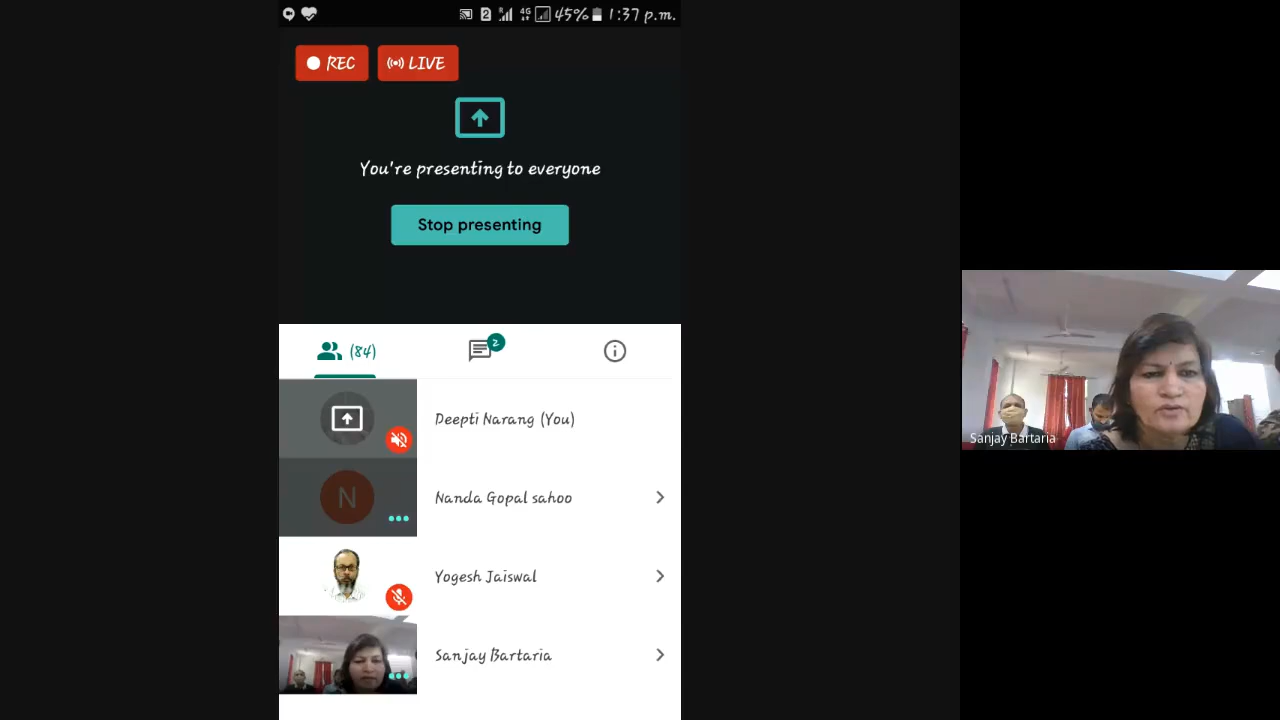 R 4G 45% 1:37 p.m.
REC LIVE
You're presenting to everyone
Stop presenting
(84) 2
Deepti Narang (You)
N Nanda Gopal sahoo
Yogesh Jaiswal
Sanjay Bartaria
Sanjay Bartaria